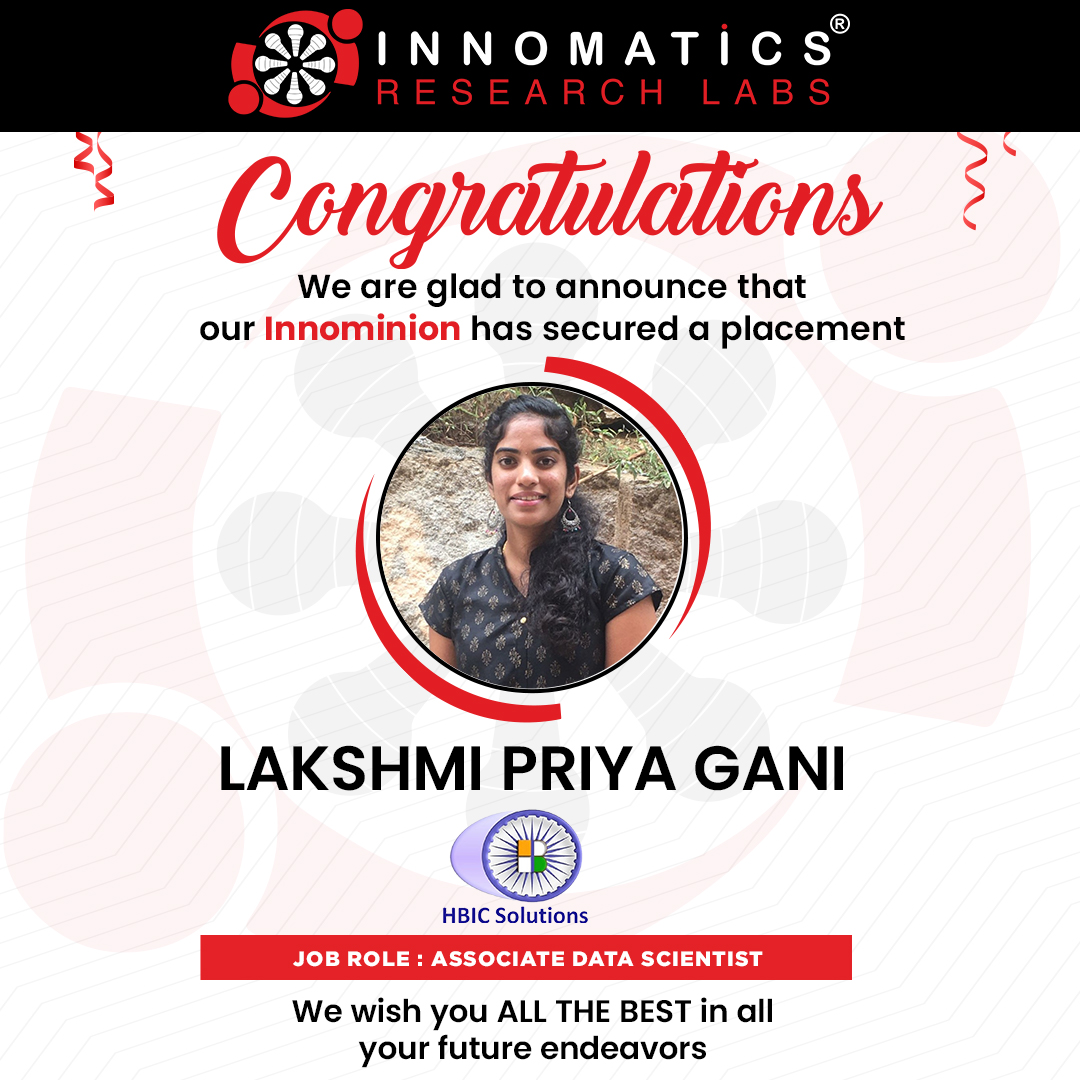 INNOMATICS®
RESEARCH LABS
Congratulations
We are glad to announce that
our Innominion has secured a placement
LAKSHMI PRIYA GANI
HB
HBIC Solutions
JOB ROLE : ASSOCIATE DATA SCIENTIST
We wish you ALL THE BEST in all
your future endeavors